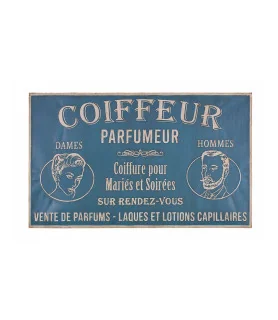 COIFFEUR
PARFUMEUR
DAMES
HOMMES
Coiffure pour
Mariés et Soirées
SUR RENDEZ-VOUS
VENTE DE PARFUMS - LAQUES ET LOTIONS CAPILLAIRES